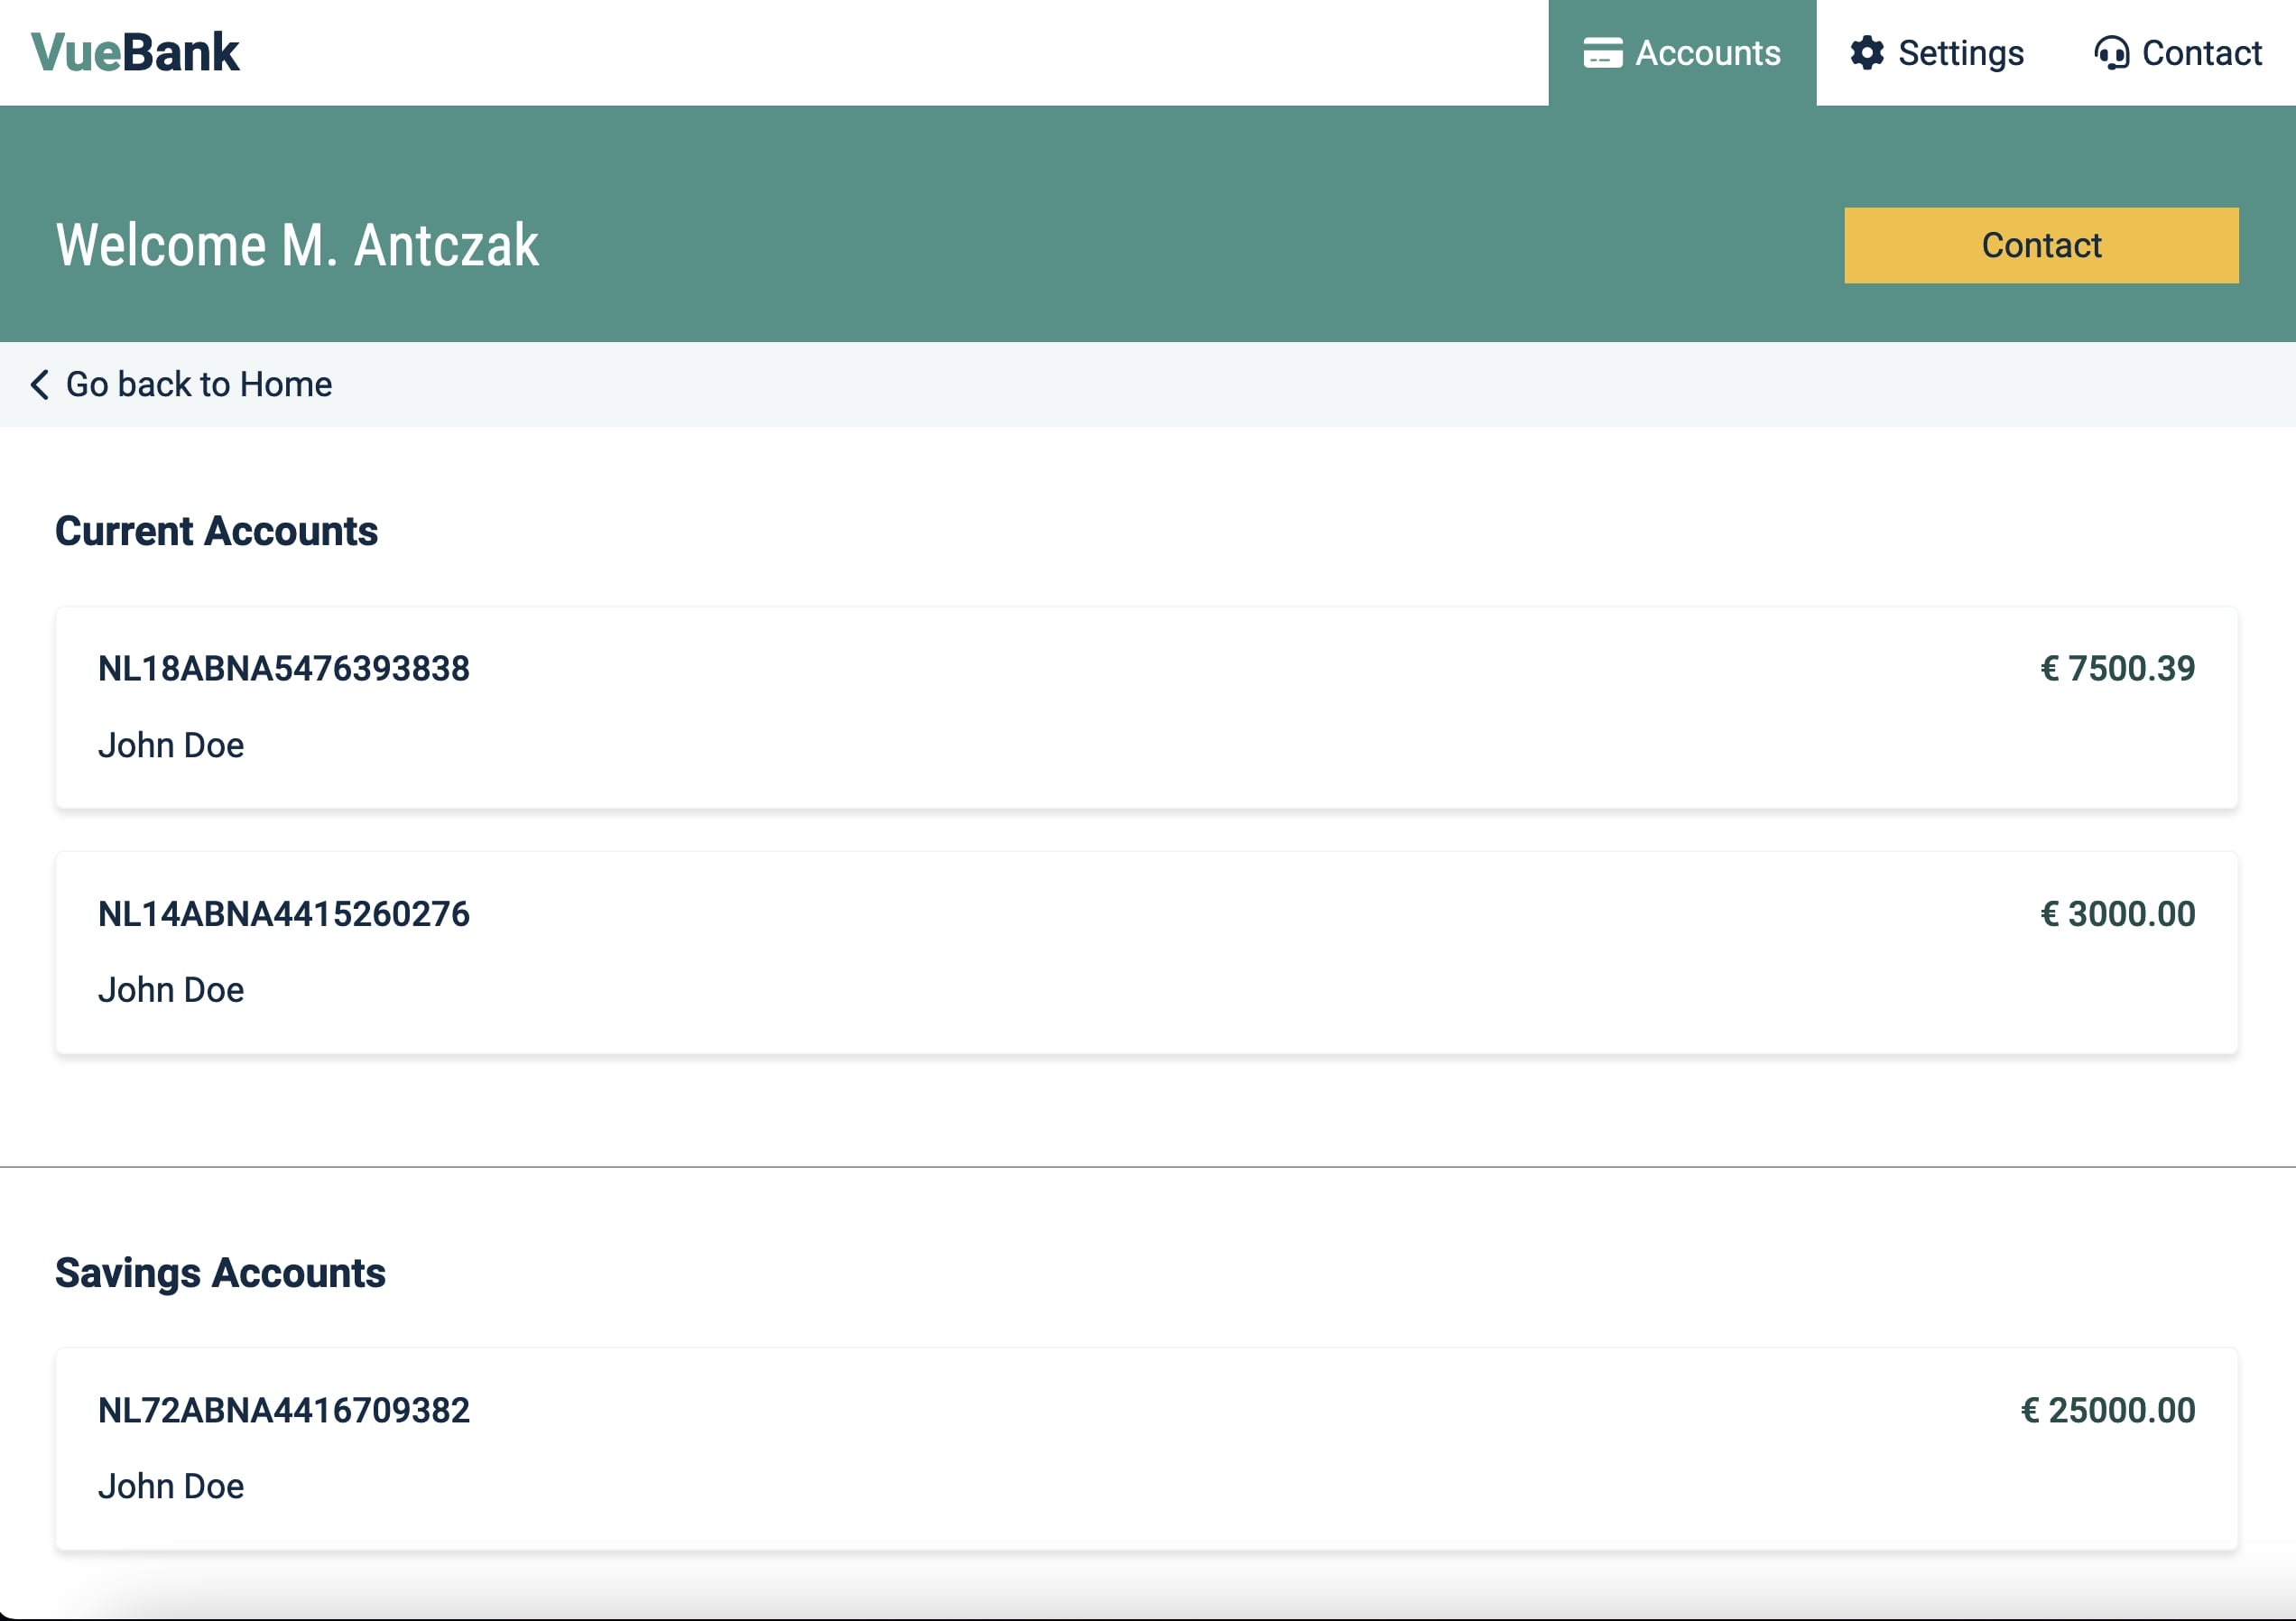 VueBank
Accounts
Settings
Contact
Welcome M. Antczak
Contact
Go back to Home
Current Accounts
NL18ABNA5476393838
€ 7500.39
John Doe
NL14ABNA4415260276
€ 3000.00
John Doe
Savings Accounts
NL72ABNA4416709382
€ 25000.00
John Doe